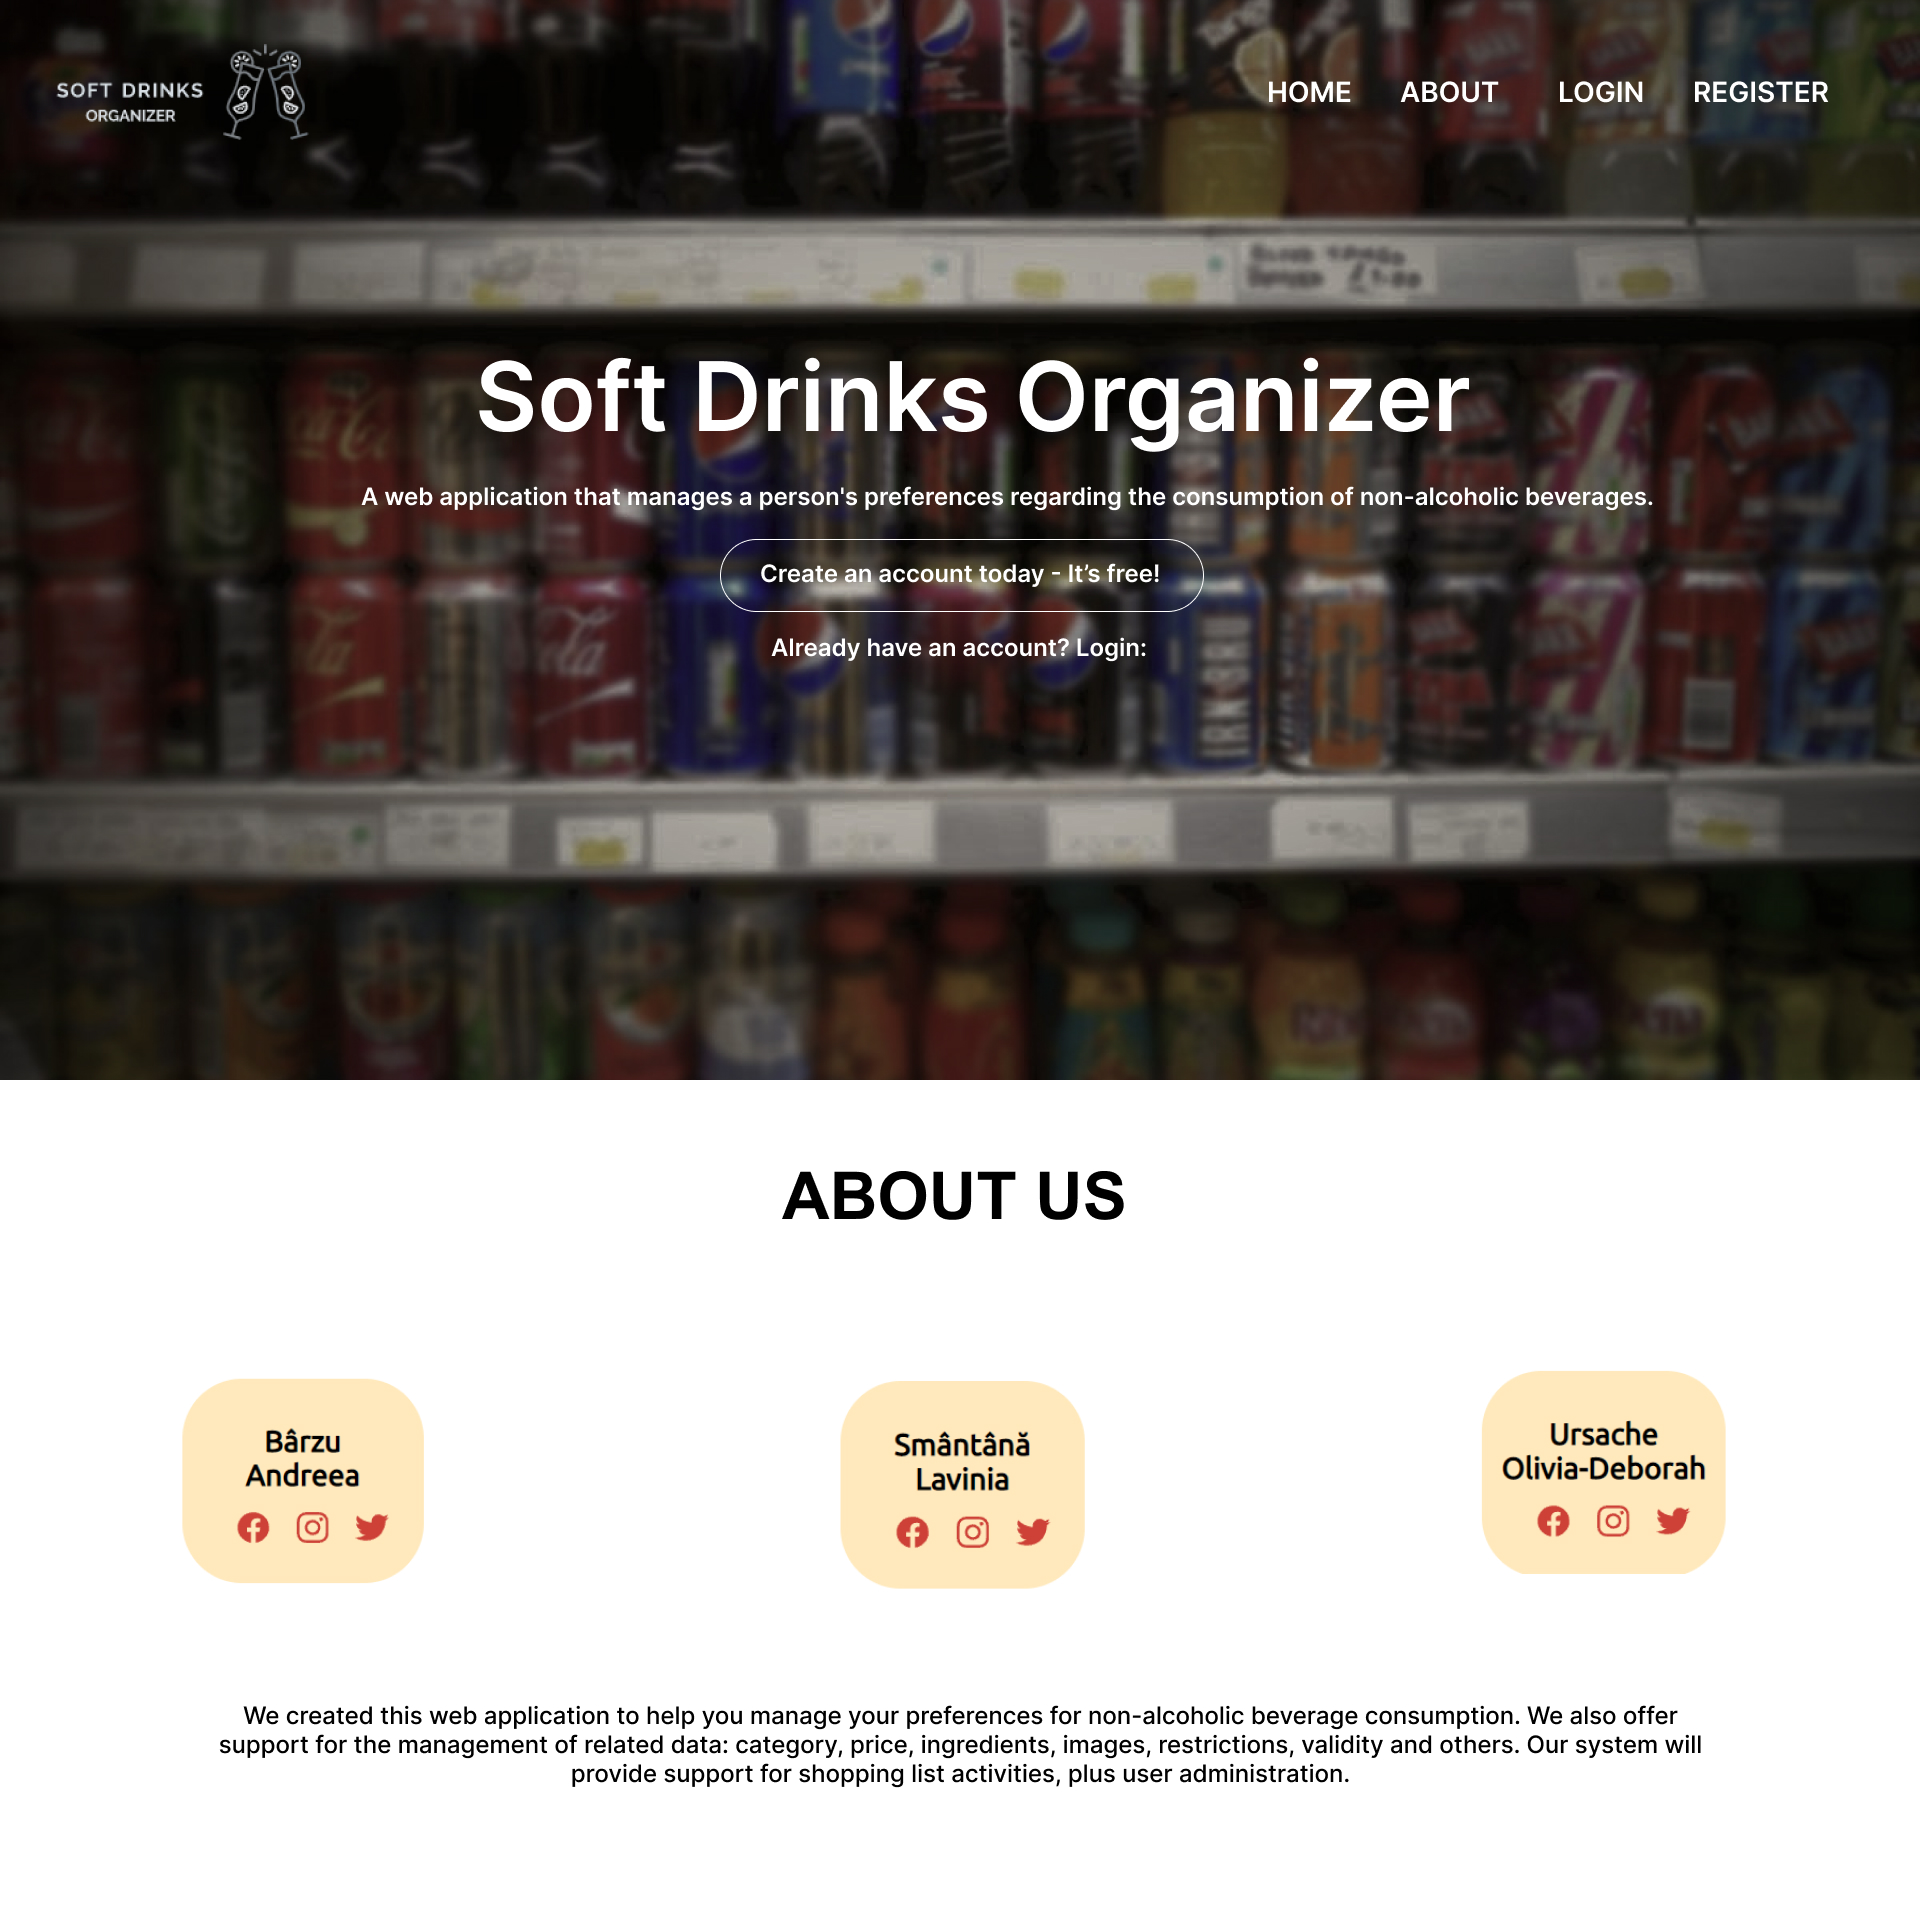 SOFT DRINKS
ORGANIZER
HOME ABOUT LOGIN REGISTER
Soft Drinks Organizer
A web application that manages a person's preferences regarding the consumption of non-alcoholic beverages.
Create an account today - It’s free!
Already have an account? Login:
IRN-BRU
ABOUT US
Bârzu
Andreea
Smântână
Lavinia
Ursache
Olivia-Deborah
We created this web application to help you manage your preferences for non-alcoholic beverage consumption. We also offer
support for the management of related data: category, price, ingredients, images, restrictions, validity and others. Our system will
provide support for shopping list activities, plus user administration.